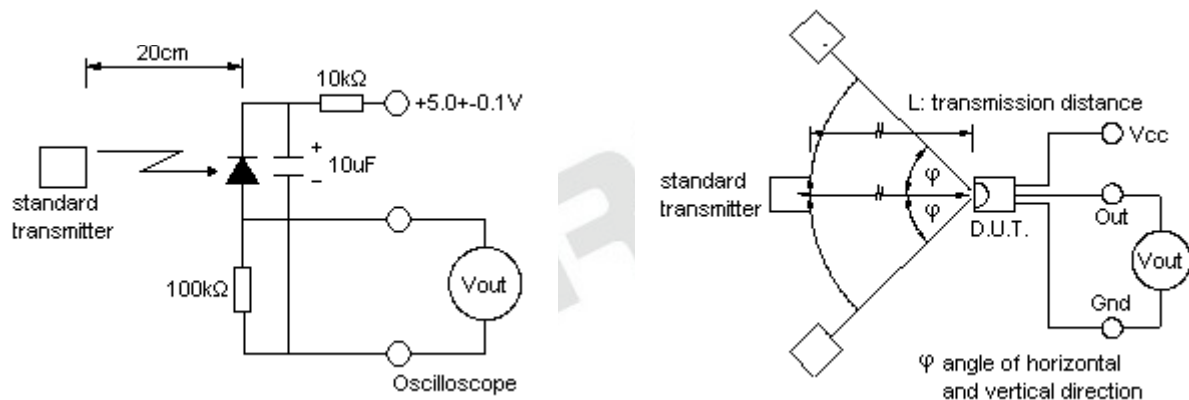 20cm
10kΩ
+5.0+-0.1V
+
10uF
−
standard
transmitter
100kΩ
Vout
Oscilloscope
L: transmission distance
Vcc
standard
transmitter
φ
φ
D.U.T.
Out
Vout
Gnd
φ angle of horizontal
and vertical direction